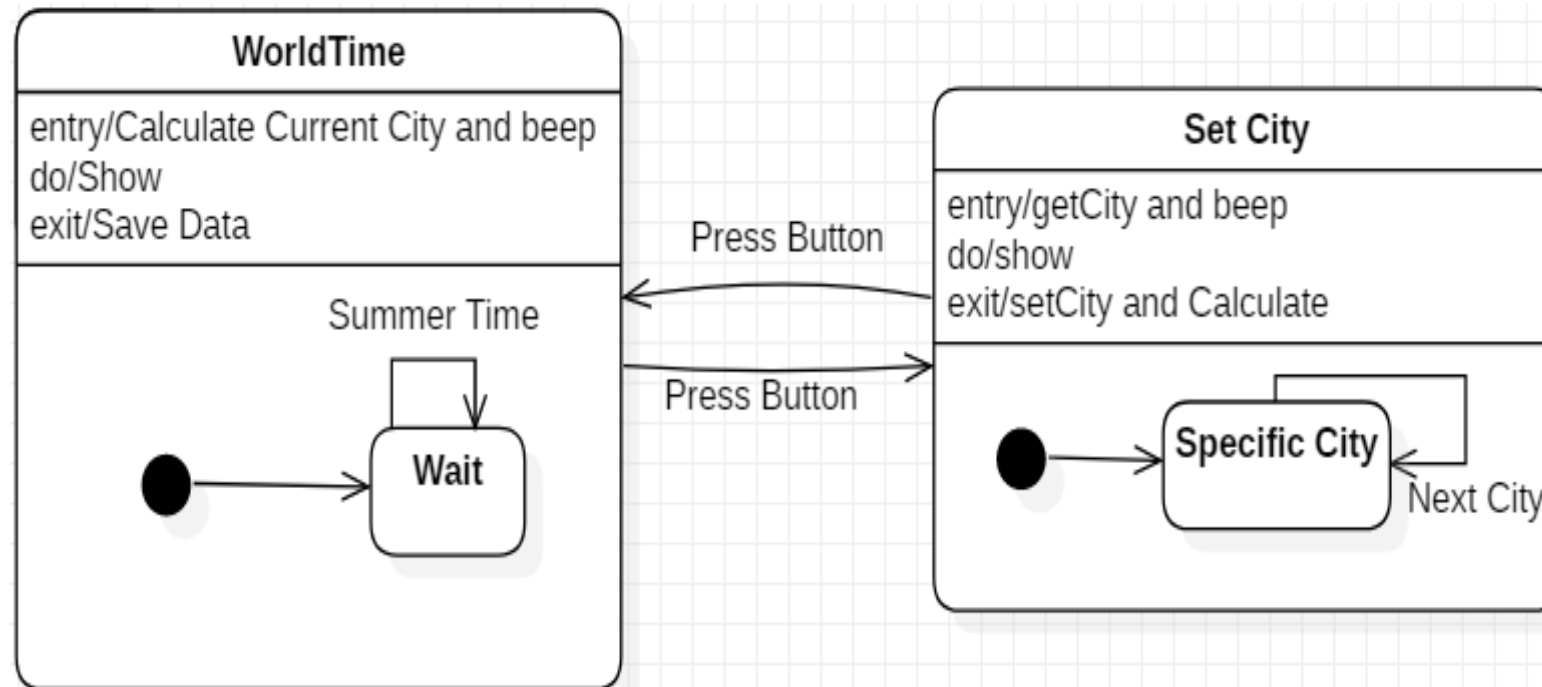 WorldTime
entry/Calculate Current City and beep
do/Show
exit/Save Data
Summer Time
Wait
Press Button
Press Button
Set City
entry/getCity and beep
do/show
exit/setCity and Calculate
Specific City
Next City